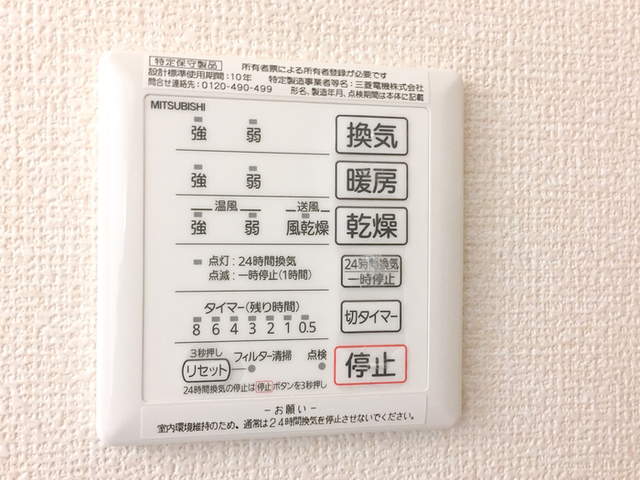 特定保守製品 所有者票による所有者登録が必要です
設計標準使用期間:10年 特定製造事業者等名:三菱電機株式会社
問合せ連絡先:0120-490-499 形名、製造年月、点検期間は本体に記載
MITSUBISHI
強 弱 換気
強 弱 暖房
温風 送風
強 弱 風乾燥 乾燥
点灯:24時間換気 24時間換気
点滅:一時停止(1時間) 一時停止
タイマー(残り時間)
8 6 4 3 2 1 0.5 切タイマー
3秒押し フィルター清掃 点検
リセット 停止
24時間換気の停止は停止ボタンを3秒押し
-お願い-
室内環境維持のため、通常は24時間換気を停止させないでください。